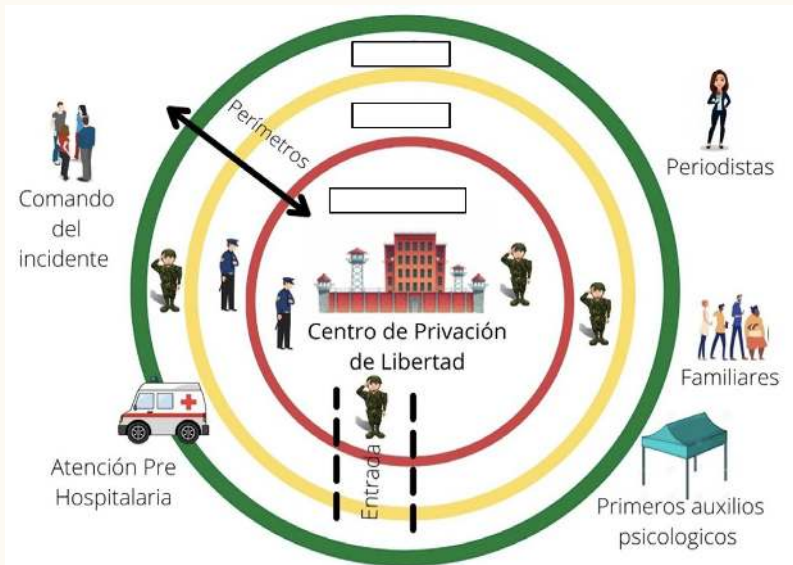 Perímetros
Periodistas
Comando
del
incidente
Centro de Privación
de Libertad
Familiares
Entrada
Atención Pre
Hospitalaria
Primeros auxilios
psicologicos